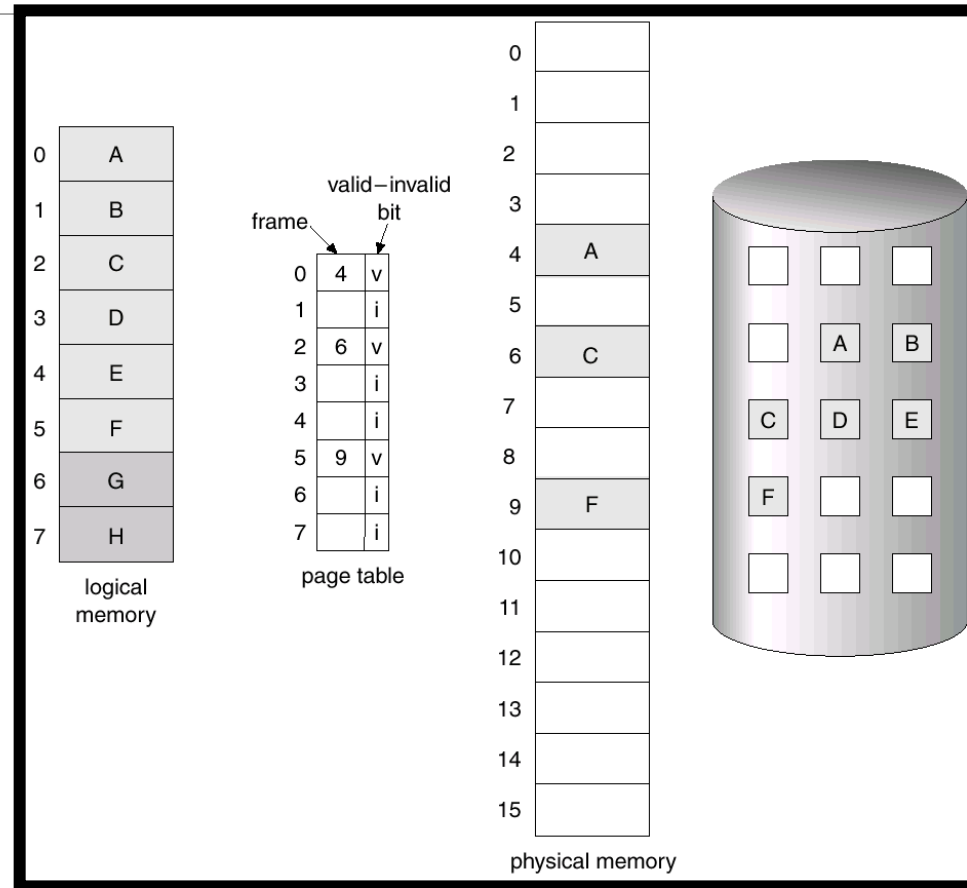 0 A
1 B
2 C
3 D
4 E
5 F
6 G
7 H
logical
memory
valid–invalid
bit
frame
0 4 v
1 i
2 6 v
3 i
4 i
5 9 v
6 i
7 i
page table
0
1
2
3
4 A
5
6 C
7
8
9 F
10
11
12
13
14
15
physical memory
A B
C D E
F